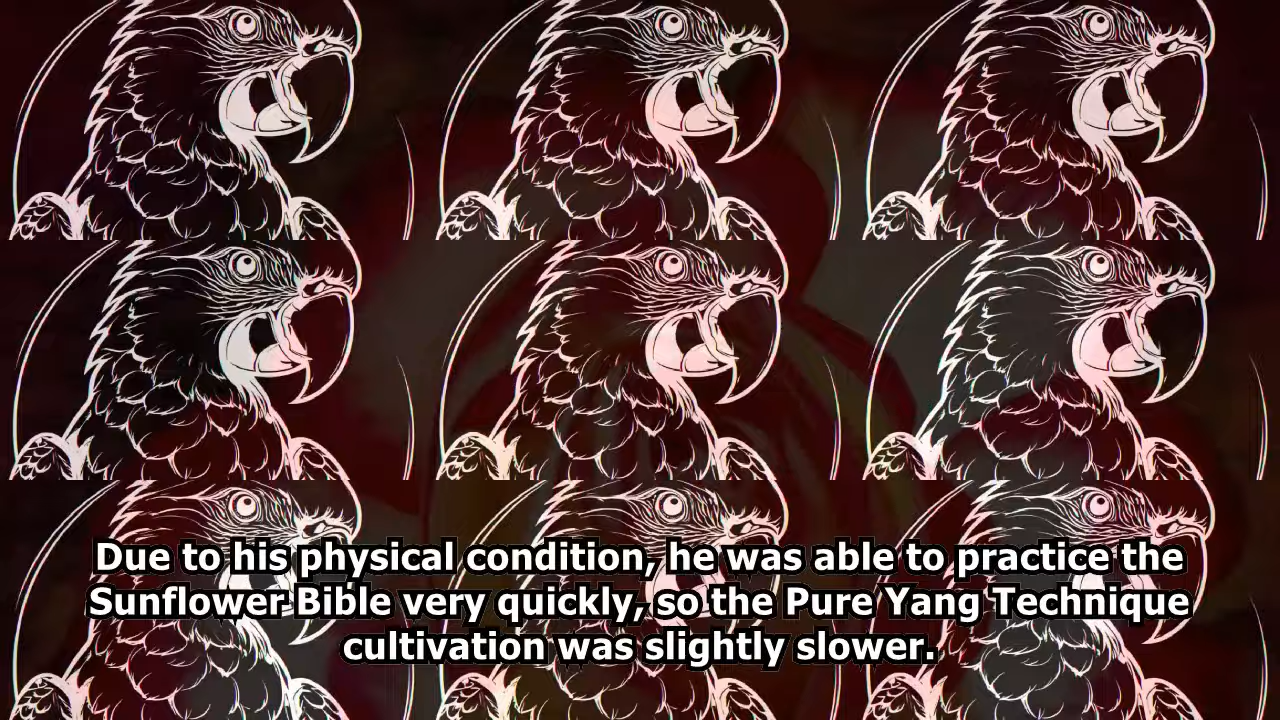 Due to his physical condition, he was able to practice the
Sunflower Bible very quickly, so the Pure Yang Technique
cultivation was slightly slower.